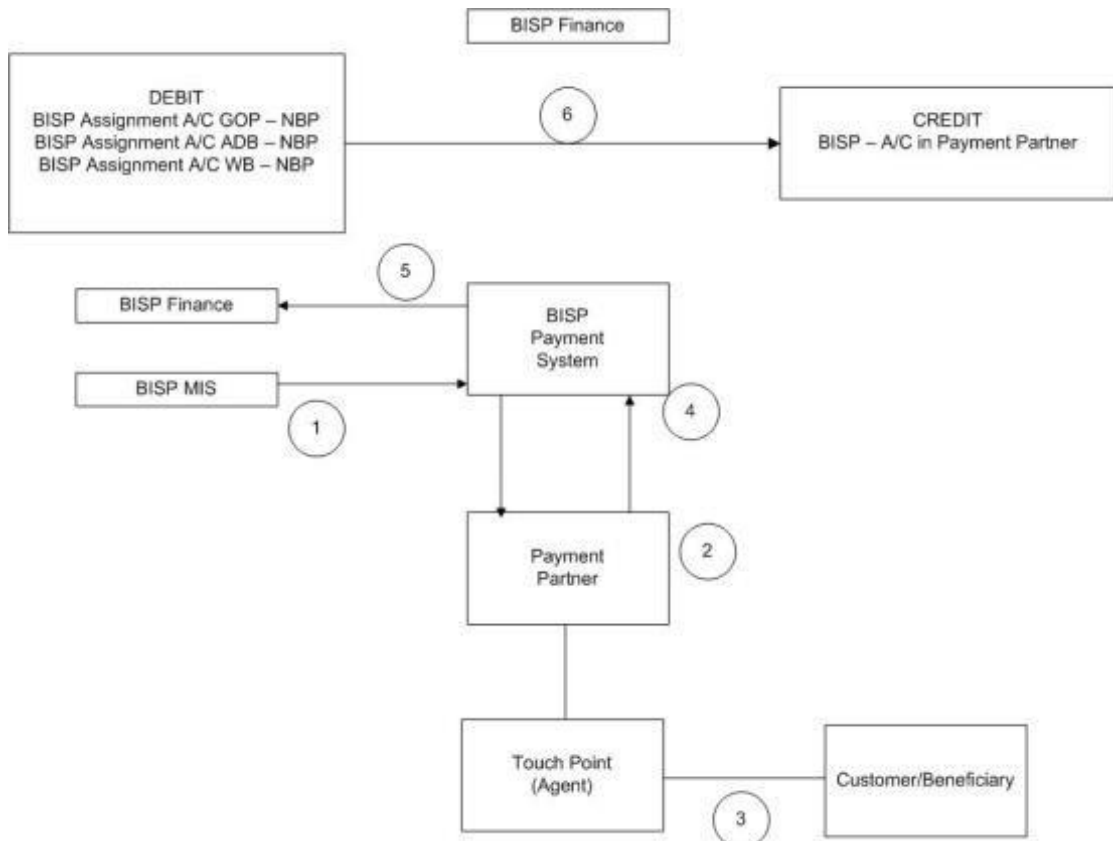 BISP Finance
DEBIT
BISP Assignment A/C GOP – NBP
BISP Assignment A/C ADB – NBP
BISP Assignment A/C WB – NBP
6
CREDIT
BISP – A/C in Payment Partner
5
BISP Finance
BISP
Payment
System
BISP MIS
1
4
Payment
Partner
2
Touch Point
(Agent)
Customer/Beneficiary
3